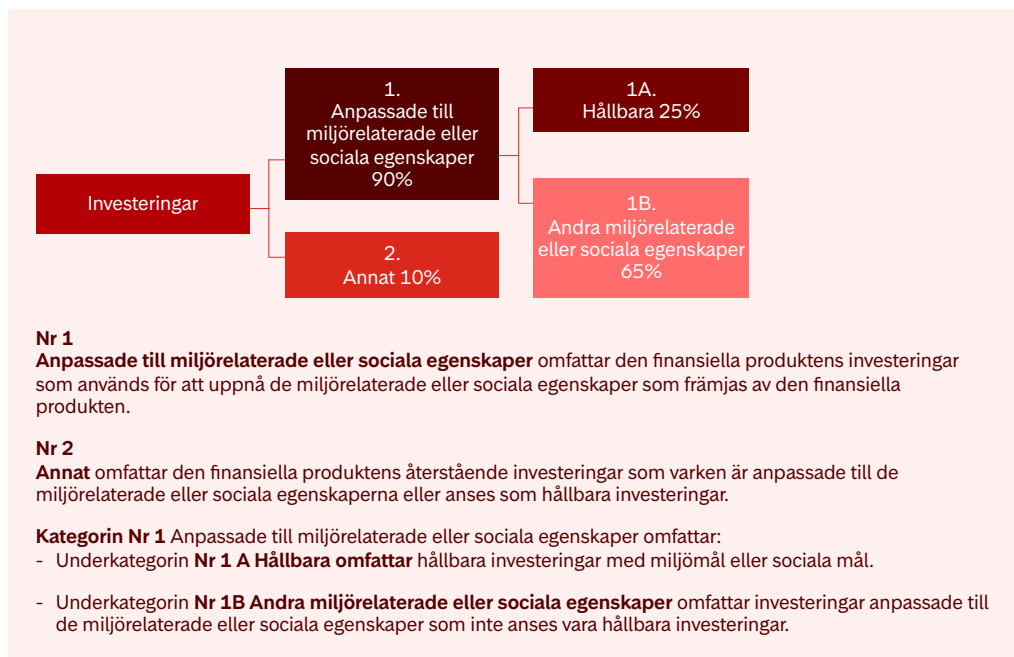 1.
Anpassade till
miljörelaterade eller
sociala egenskaper
90%
1A.
Hållbara 25%
Investeringar
1B.
Andra miljörelaterade
eller sociala egenskaper
65%
2.
Annat 10%
Nr 1
Anpassade till miljörelaterade eller sociala egenskaper omfattar den finansiella produktens investeringar
som används för att uppnå de miljörelaterade eller sociala egenskaper som främjas av den finansiella
produkten.
Nr 2
Annat omfattar den finansiella produktens återstående investeringar som varken är anpassade till de
miljörelaterade eller sociala egenskaperna eller anses som hållbara investeringar.
Kategorin Nr 1 Anpassade till miljörelaterade eller sociala egenskaper omfattar:
- Underkategorin Nr 1 A Hållbara omfattar hållbara investeringar med miljömål eller sociala mål.
- Underkategorin Nr 1B Andra miljörelaterade eller sociala egenskaper omfattar investeringar anpassade till
de miljörelaterade eller sociala egenskaper som inte anses vara hållbara investeringar.